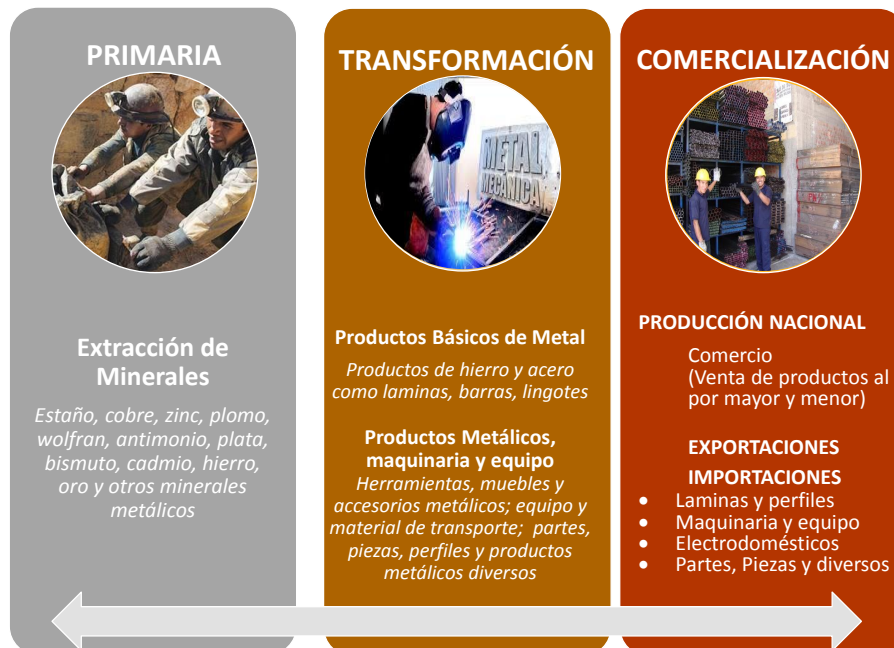 PRIMARIA
Extracción de
Minerales
Estaño, cobre, zinc, plomo,
wolfran, antimonio, plata,
bismuto, cadmio, hierro,
oro y otros minerales
metálicos
TRANSFORMACIÓN
METAL
MECANICA
Productos Básicos de Metal
Productos de hierro y acero
como laminas, barras, lingotes
Productos Metálicos,
maquinaria y equipo
Herramientas, muebles y
accesorios metálicos; equipo y
material de transporte; partes,
piezas, perfiles y productos
metálicos diversos
COMERCIALIZACIÓN
PRODUCCIÓN NACIONAL
Comercio
(Venta de productos al
por mayor y menor)
EXPORTACIONES
IMPORTACIONES
• Laminas y perfiles
• Maquinaria y equipo
• Electrodomésticos
• Partes, Piezas y diversos